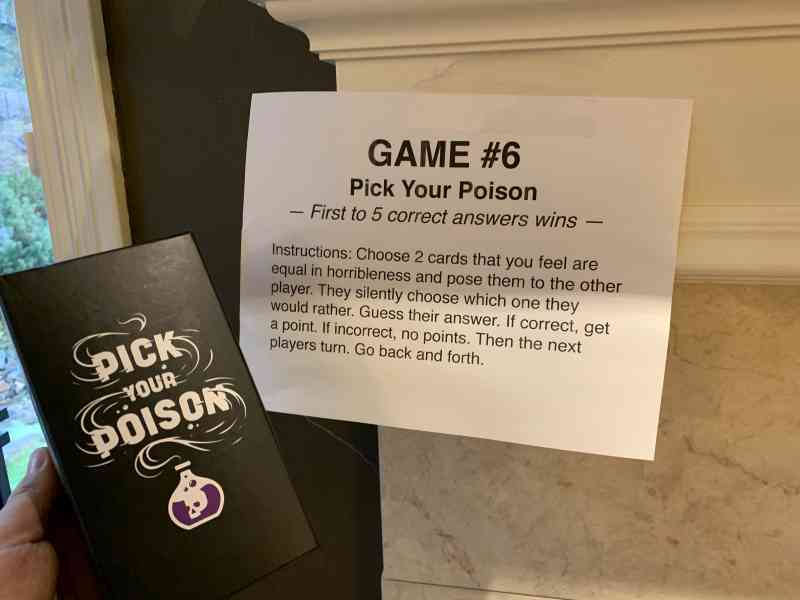 GAME #6
Pick Your Poison
— First to 5 correct answers wins —
Instructions: Choose 2 cards that you feel are
equal in horribleness and pose them to the other
player. They silently choose which one they
would rather. Guess their answer. If correct, get
a point. If incorrect, no points. Then the next
players turn. Go back and forth.
PICK
YOUR
POISON